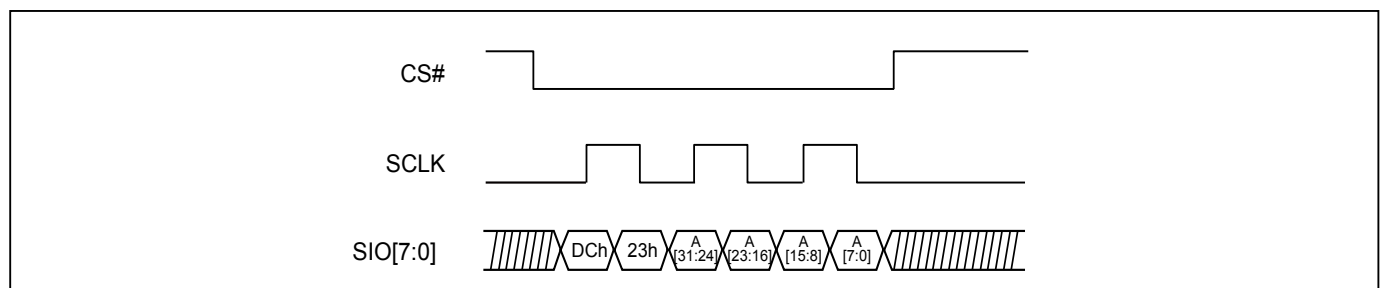 CS#
SCLK
SIO[7:0] DCh 23h A [31:24] A [23:16] A [15:8] A [7:0]